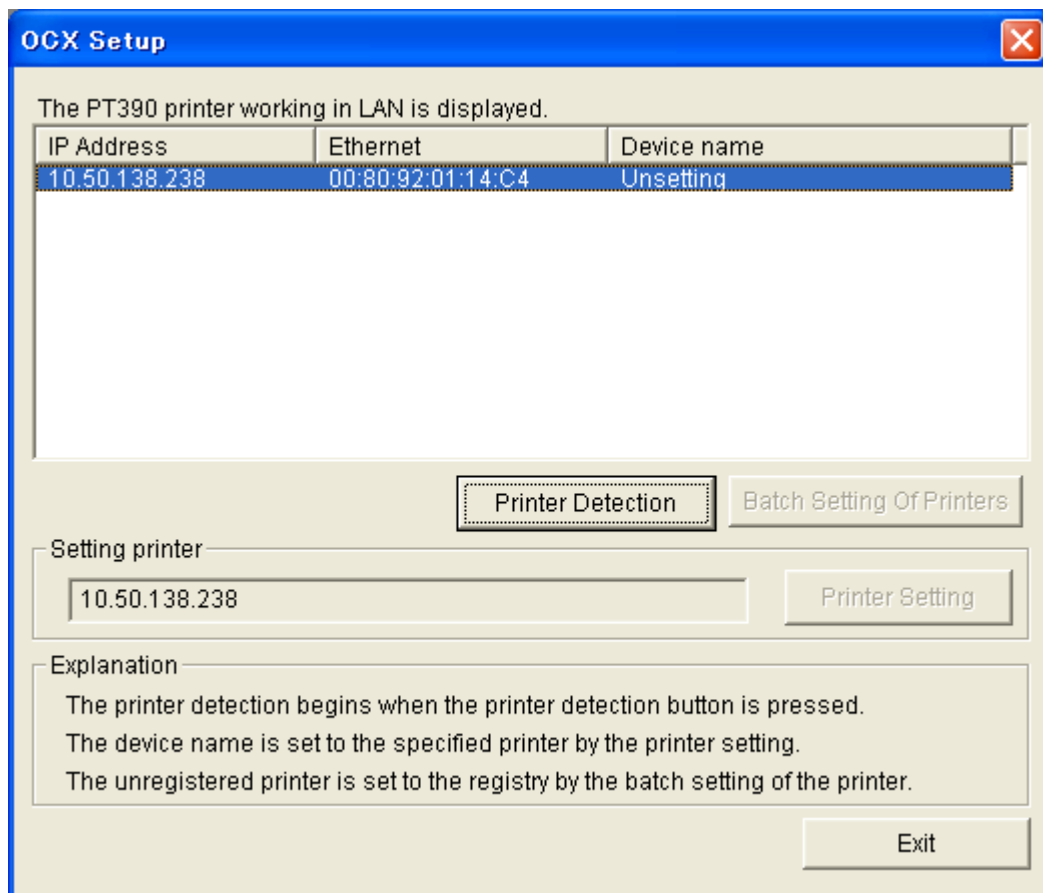 OCX Setup
The PT390 printer working in LAN is displayed.
IP Address Ethernet Device name
10.50.138.238 00:80:92:01:14:C4 Unsetting
Printer Detection Batch Setting Of Printers
Setting printer
10.50.138.238 Printer Setting
Explanation
The printer detection begins when the printer detection button is pressed.
The device name is set to the specified printer by the printer setting.
The unregistered printer is set to the registry by the batch setting of the printer.
Exit